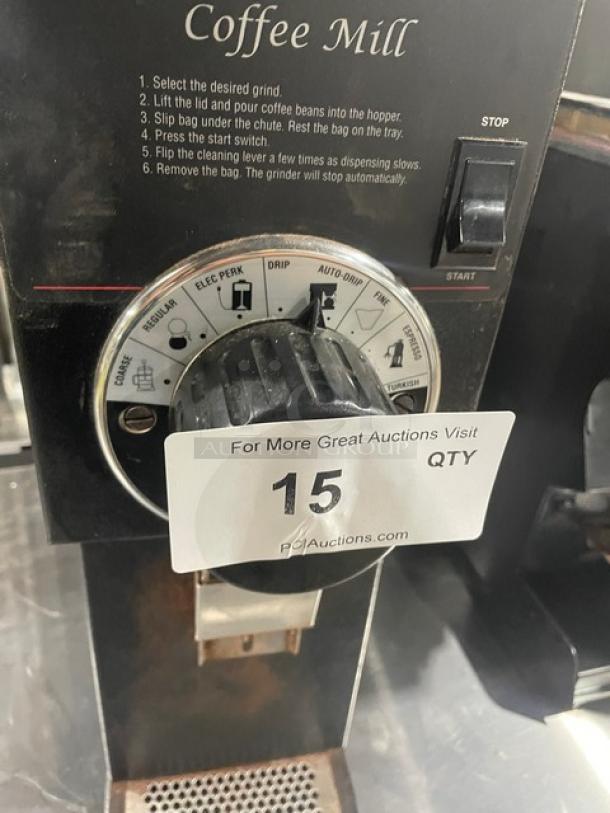 Coffee Mill
1. Select the desired grind.
2. Lift the lid and pour coffee beans into the hopper.
3. Slip bag under the chute. Rest the bag on the tray.
4. Press the start switch.
5. Flip the cleaning lever a few times as dispensing slows.
6. Remove the bag. The grinder will stop automatically.
STOP
START
COARSE
REGULAR
ELEC PERK
DRIP
AUTO-DRIP
FINE
ESPRESSO
TURKISH
For More Great Auctions Visit
15 QTY
PCIAuctions.com
AUCTION GROUP